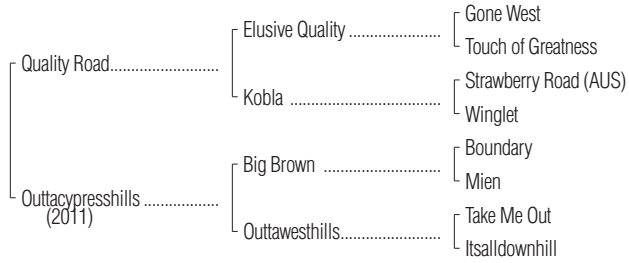 Gone West
Elusive Quality ....................
Touch of Greatness
Quality Road........................
Strawberry Road (AUS)
Kobla .................................
Winglet
Boundary
Big Brown .........................
Mien
Outtacypresshills ................
(2011)
Take Me Out
Outtawesthills......................
Itsalldownhill